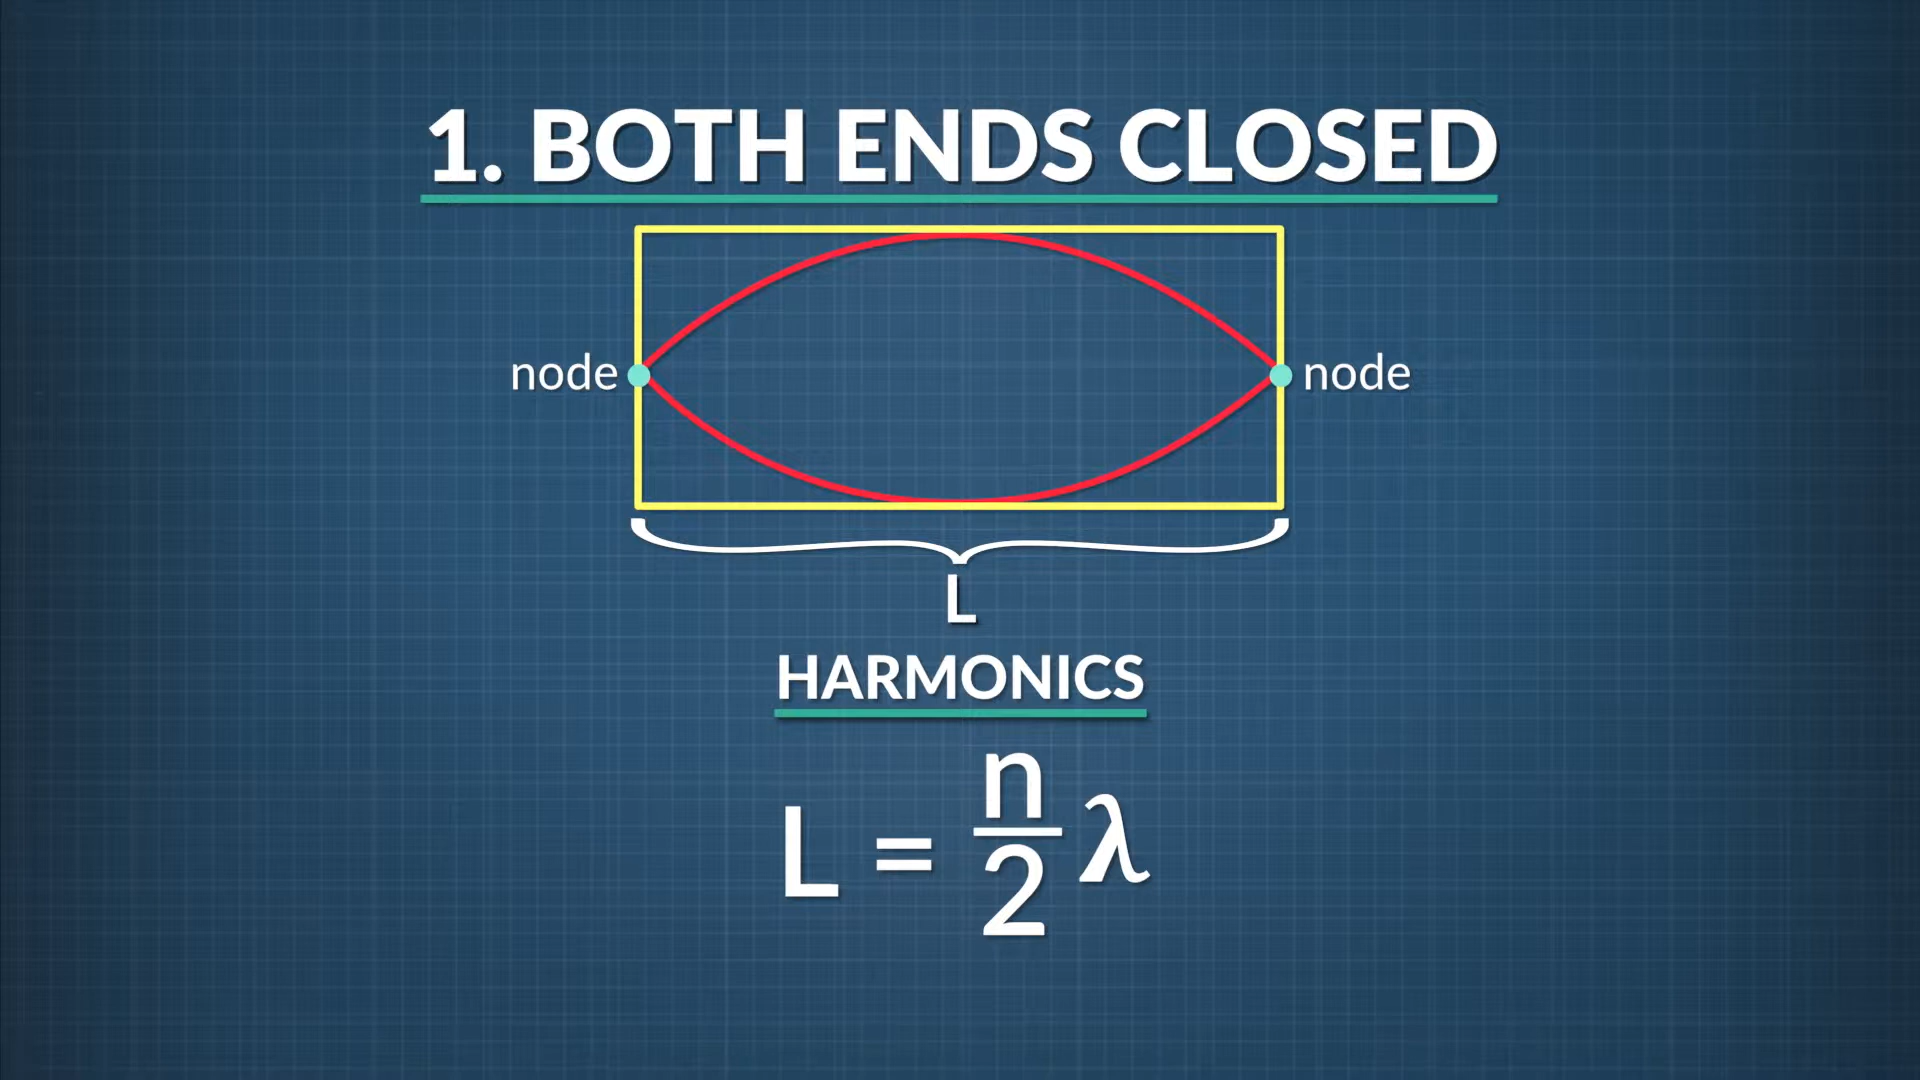 1. BOTH ENDS CLOSED
node
node
L
HARMONICS
L = n/2 λ